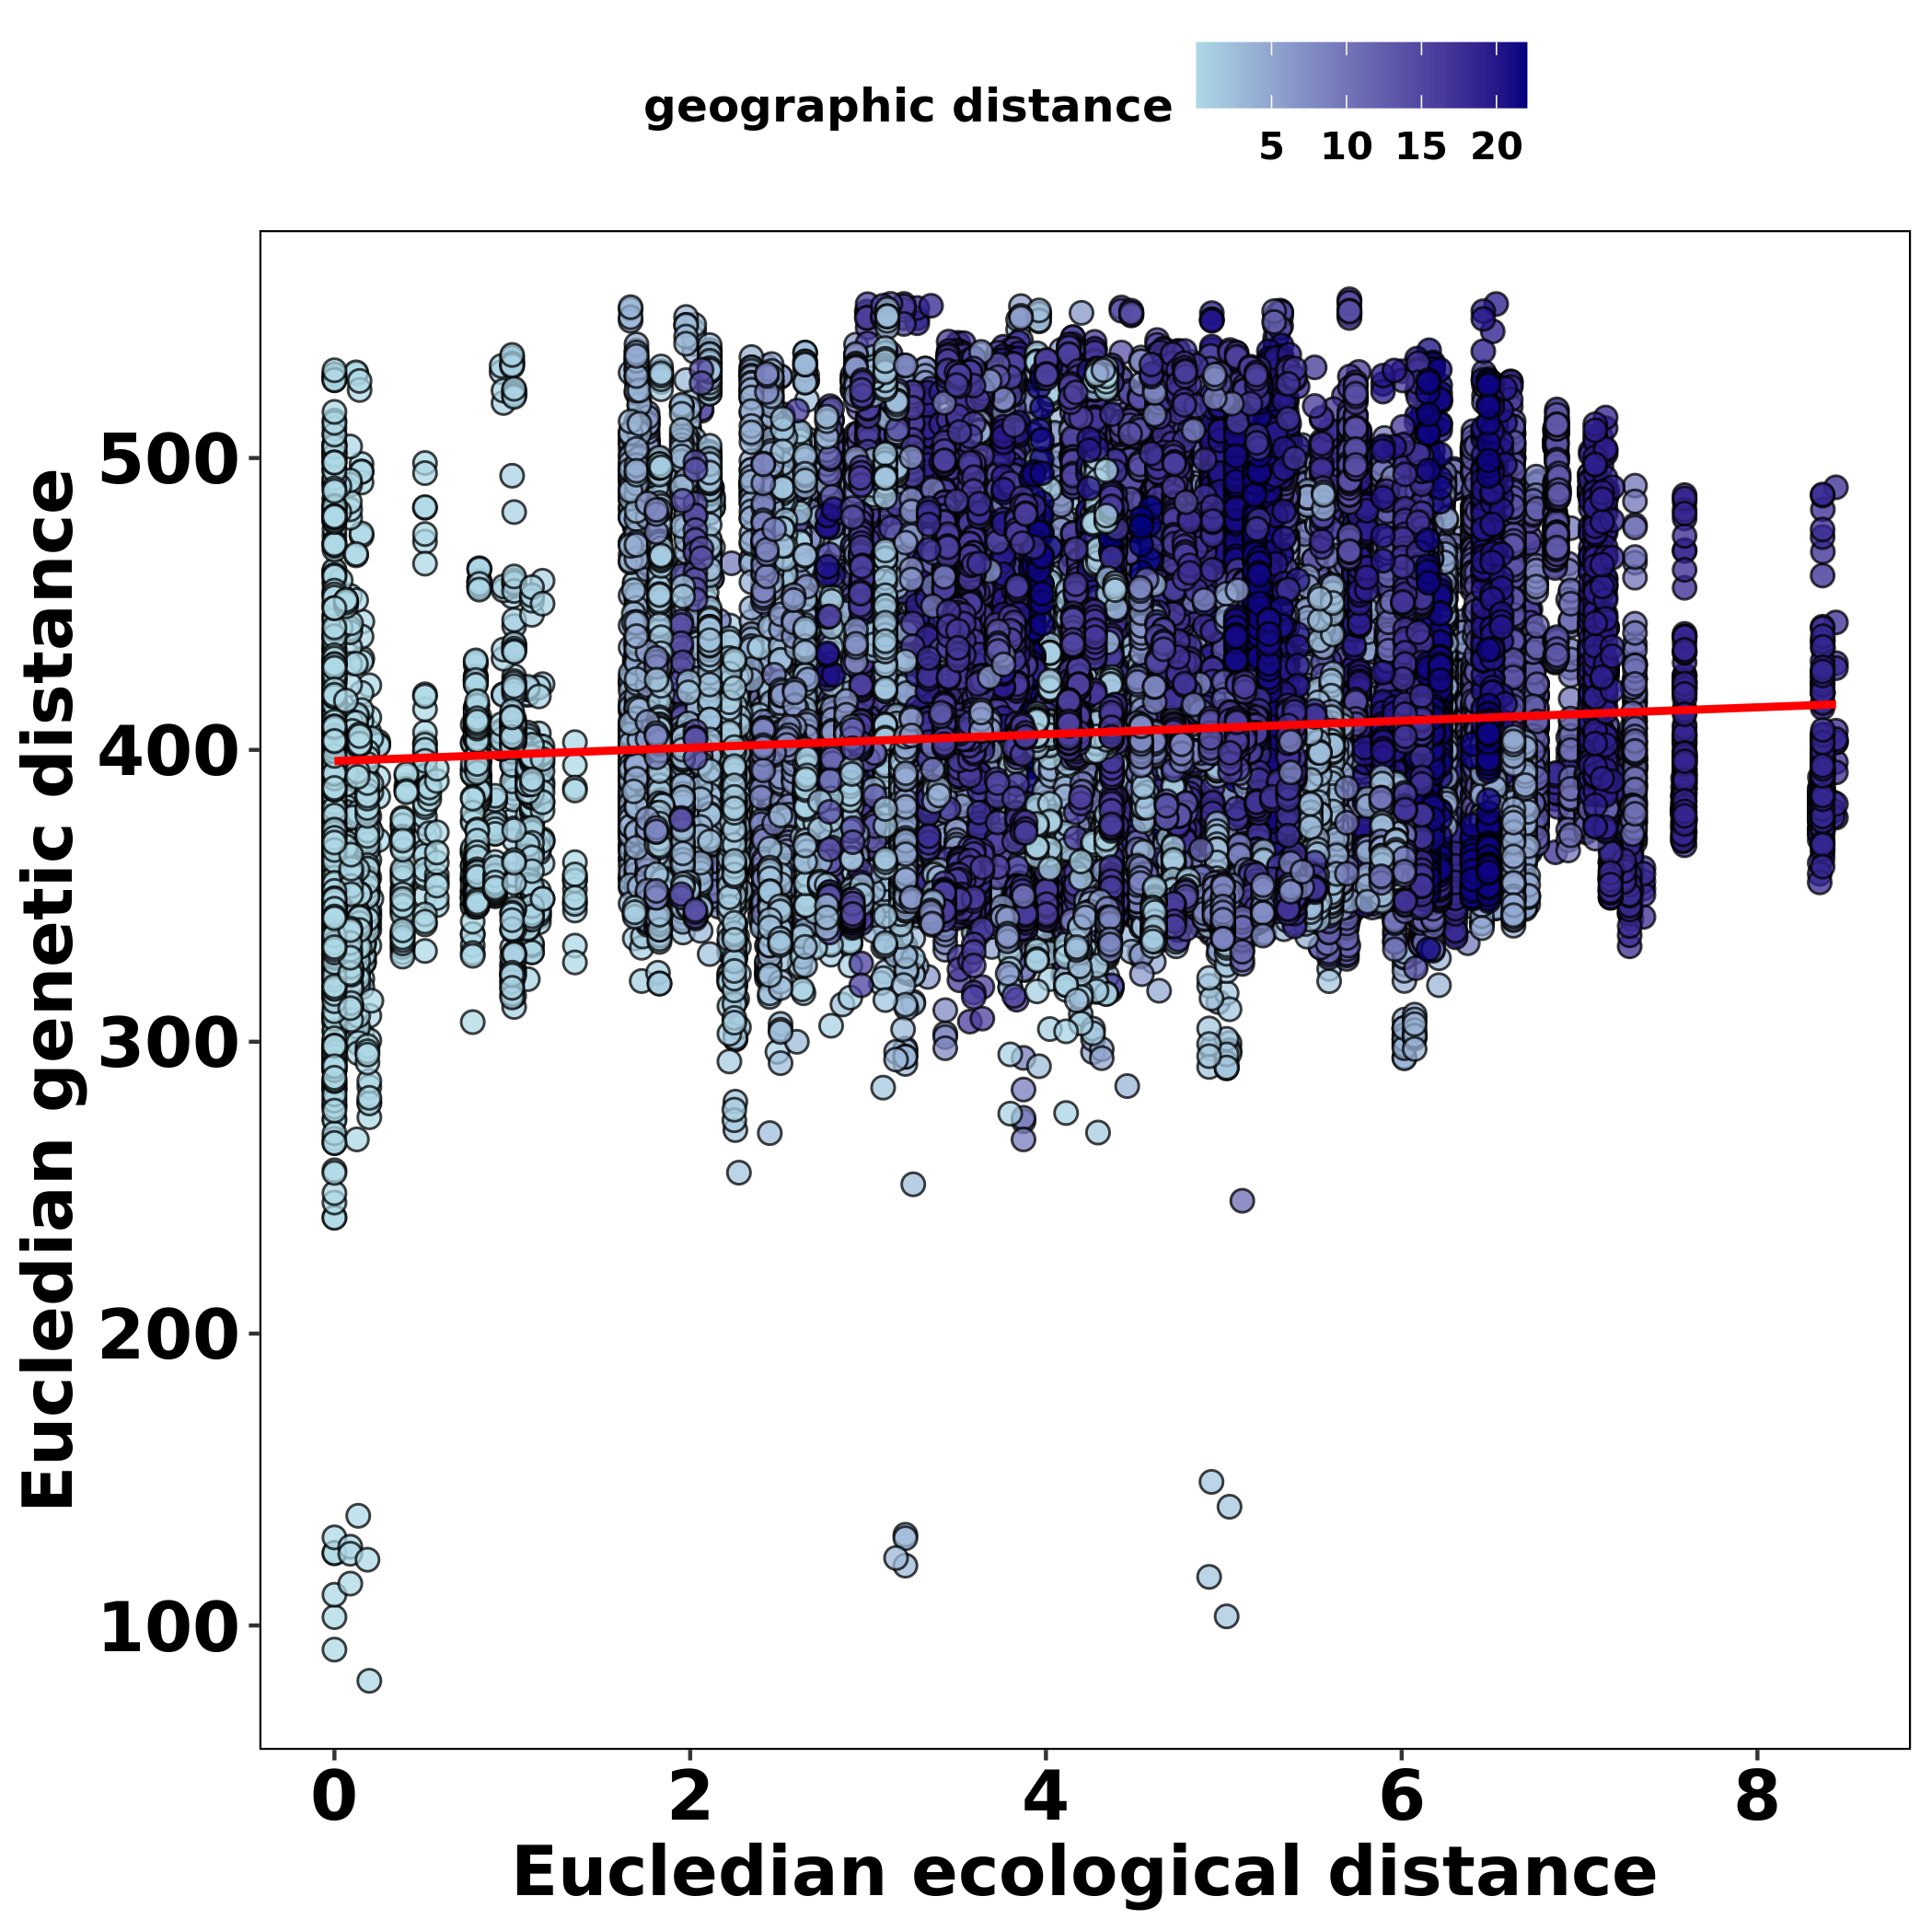 geographic distance
5 10 15 20
Eucledian genetic distance
500
400
300
200
100
0 2 4 6 8
Eucledian ecological distance